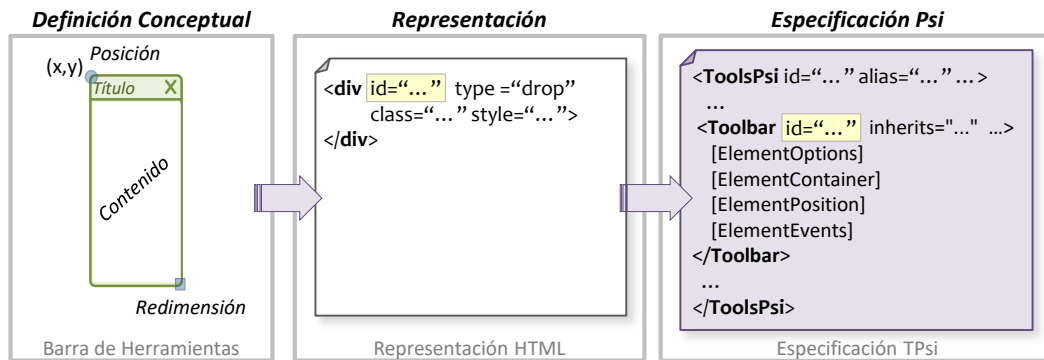 Definición Conceptual
Posición
(x,y)
Título X
Contenido
Redimensión
Barra de Herramientas
Representación
<div id=“...” type =“drop”
class=“...” style=“...”>
</div>
Representación HTML
Especificación Psi
<ToolsPsi id=“...” alias=“...” ...>
...
<Toolbar id=“...” inherits="..." ...>
[ElementOptions]
[ElementContainer]
[ElementPosition]
[ElementEvents]
</Toolbar>
...
</ToolsPsi>
Especificación TPsi